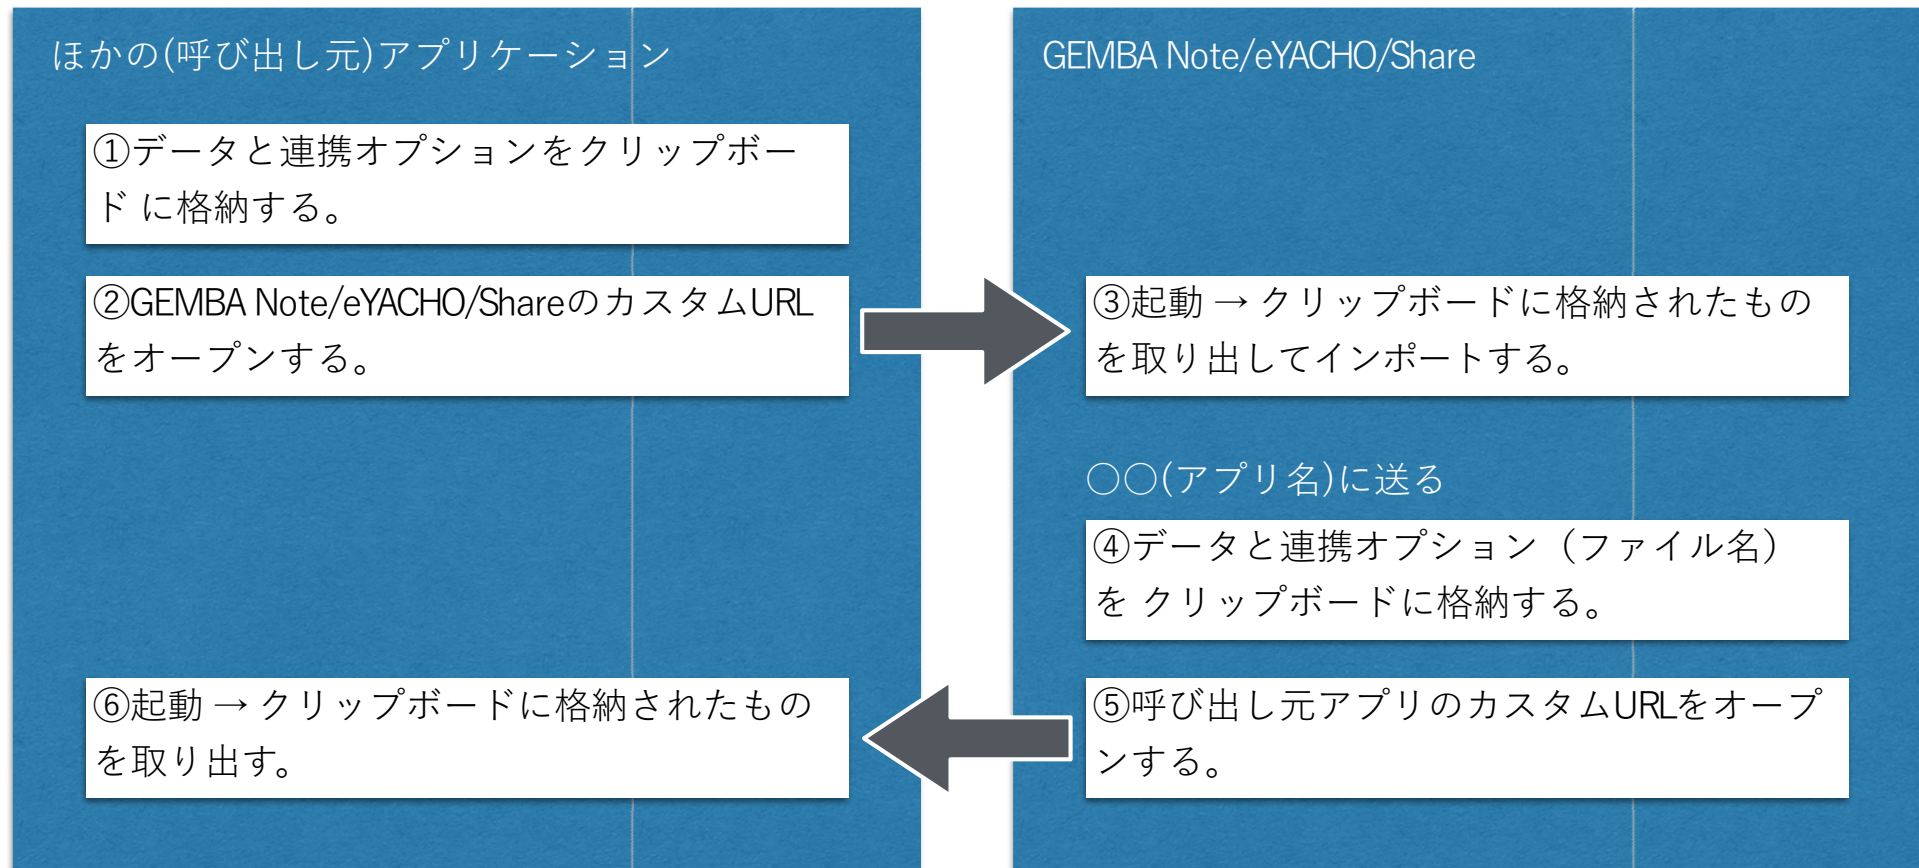 ほかの(呼び出し元)アプリケーション
①データと連携オプションをクリップボー
ド に格納する。
②GEMBA Note/eYACHO/ShareのカスタムURL
をオープンする。
GEMBA Note/eYACHO/Share
③起動 → クリップボードに格納されたもの
を取り出してインポートする。
○○(アプリ名)に送る
④データと連携オプション（ファイル名）
を クリップボードに格納する。
⑤呼び出し元アプリのカスタムURLをオープ
ンする。
⑥起動 → クリップボードに格納されたもの
を取り出す。